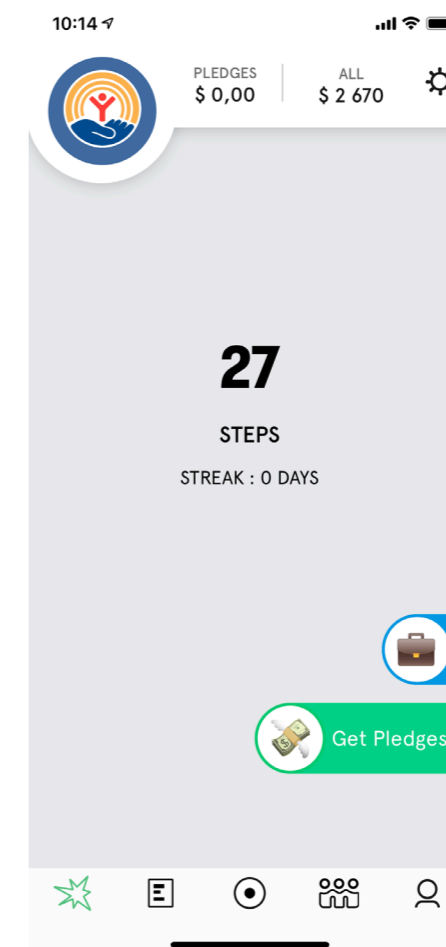 10:14
PLEDGES
$ 0,00
ALL
$ 2 670
27
STEPS
STREAK : 0 DAYS
Get Pledges